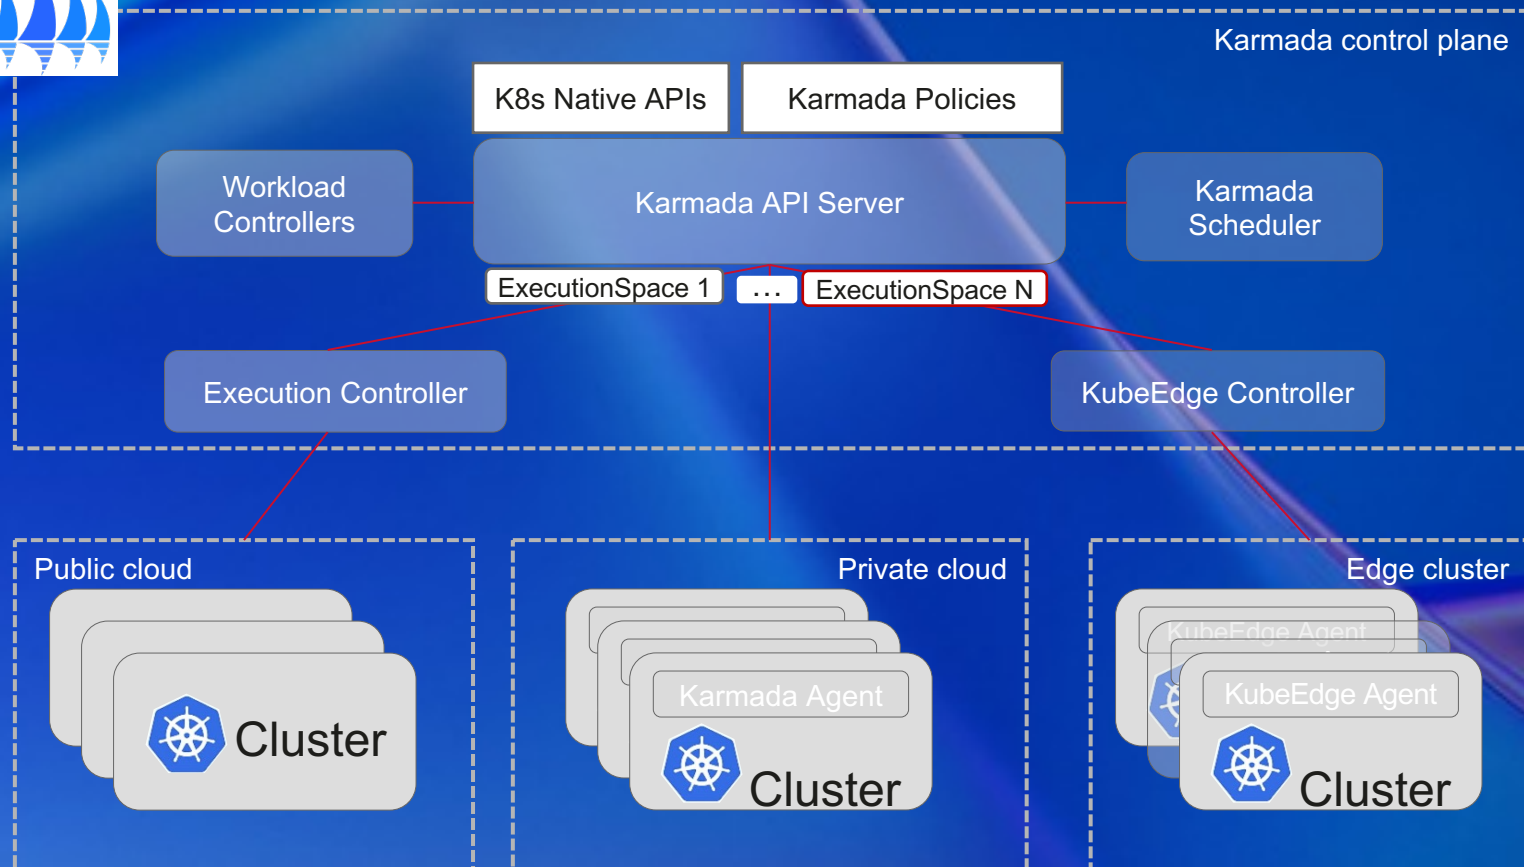 Karmada control plane
K8s Native APIs
Karmada Policies
Workload
Controllers
Karmada API Server
Karmada
Scheduler
ExecutionSpace 1
...
ExecutionSpace N
Execution Controller
KubeEdge Controller
Public cloud
Private cloud
Edge cluster
KubeEdge Agent
Karmada Agent
KubeEdge Agent
Cluster
Cluster
Cluster